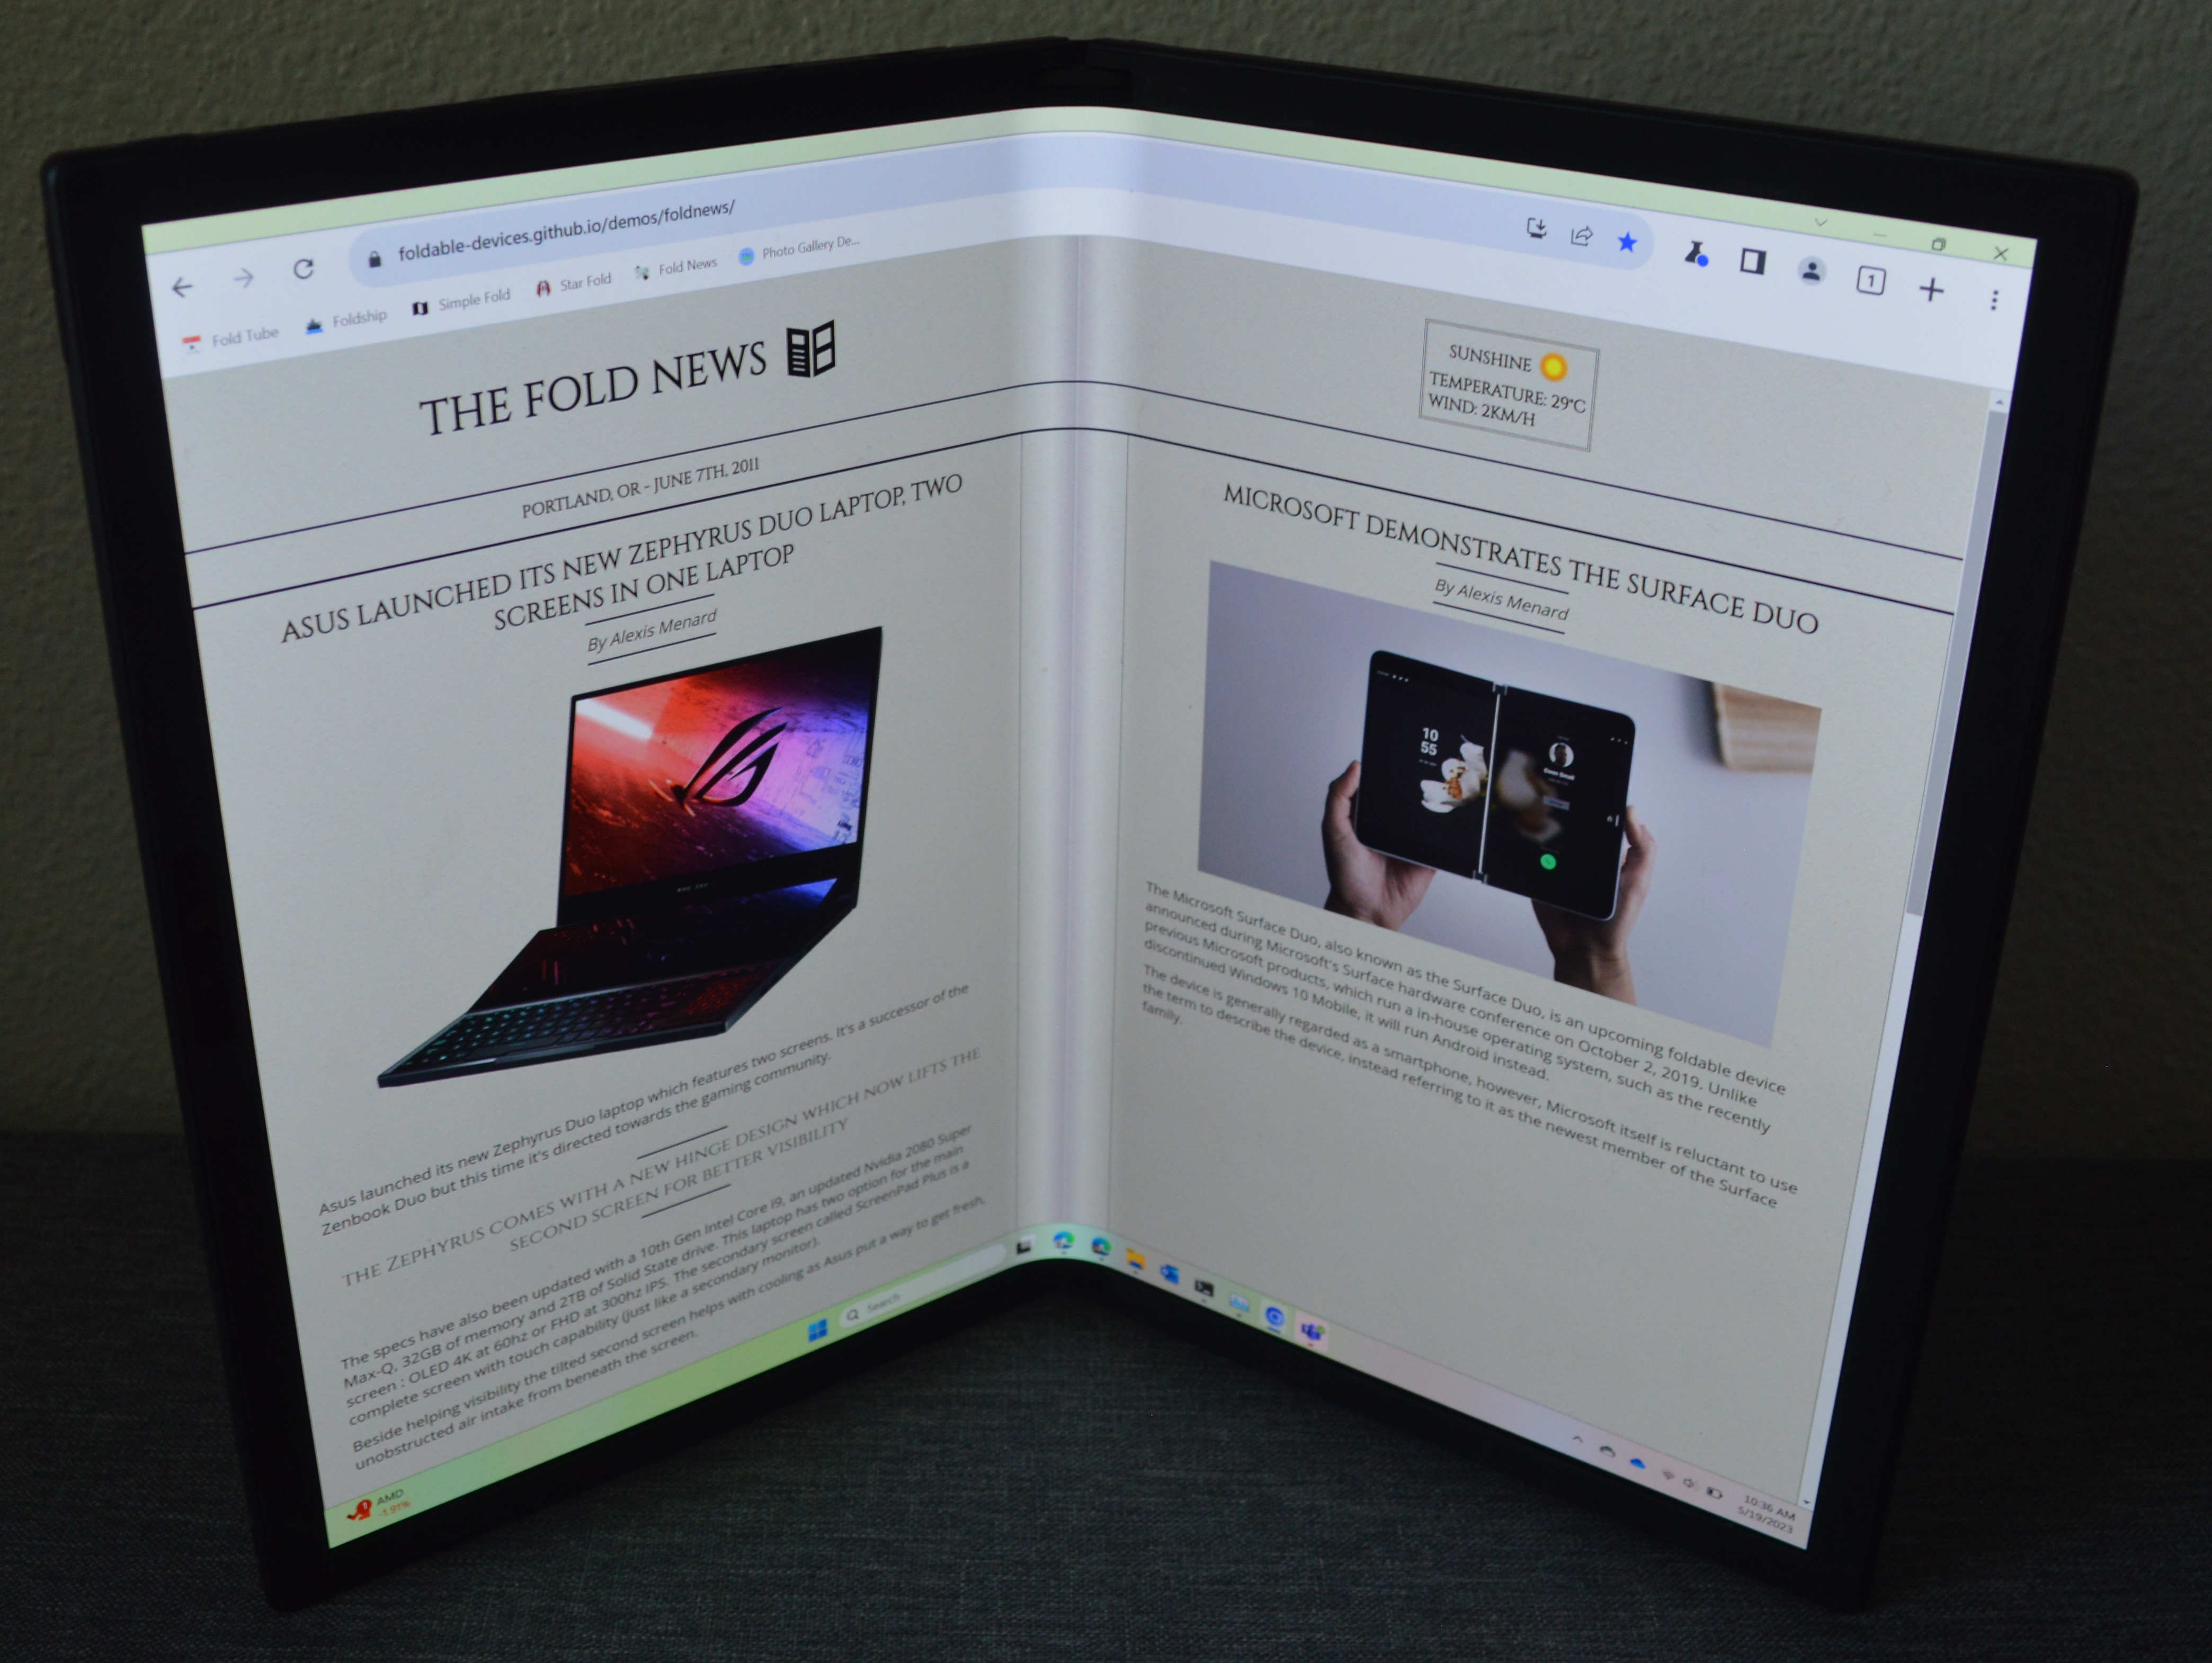 foldable-devices.github.io/demos/foldnews/
1
Fold Tube
Foldship
Simple Fold
Star Fold
Fold News
Photo Gallery De...
THE FOLD NEWS
SUNSHINE
TEMPERATURE: 29°C
WIND: 2KM/H
PORTLAND, OR - JUNE 7TH, 2011
ASUS LAUNCHED ITS NEW ZEPHYRUS DUO LAPTOP, TWO
SCREENS IN ONE LAPTOP
By Alexis Menard
Asus launched its new Zephyrus Duo laptop which features two screens. It's a successor of the
Zenbook Duo but this time it's directed towards the gaming community.
THE ZEPHYRUS COMES WITH A NEW HINGE DESIGN WHICH NOW LIFTS THE
SECOND SCREEN FOR BETTER VISIBILITY
The specs have also been updated with a 10th Gen Intel Core i9, an updated Nvidia 2080 Super
Max-Q, 32GB of memory and 2TB of Solid State drive. This laptop has two option for the main
screen : OLED 4K at 60hz or FHD at 300hz IPS. The secondary screen called ScreenPad Plus is a
complete screen with touch capability (just like a secondary monitor).
Beside helping visibility the tilted second screen helps with cooling as Asus put a way to get fresh,
unobstructed air intake from beneath the screen.
MICROSOFT DEMONSTRATES THE SURFACE DUO
By Alexis Menard
10
55
The Microsoft Surface Duo, also known as the Surface Duo, is an upcoming foldable device
announced during Microsoft's Surface hardware conference on October 2, 2019. Unlike
previous Microsoft products, which run a in-house operating system, such as the recently
discontinued Windows 10 Mobile, it will run Android instead.
The device is generally regarded as a smartphone, however, Microsoft itself is reluctant to use
the term to describe the device, instead referring to it as the newest member of the Surface
family.
AMD
-1.91%
Search
10:36 AM
5/19/2023